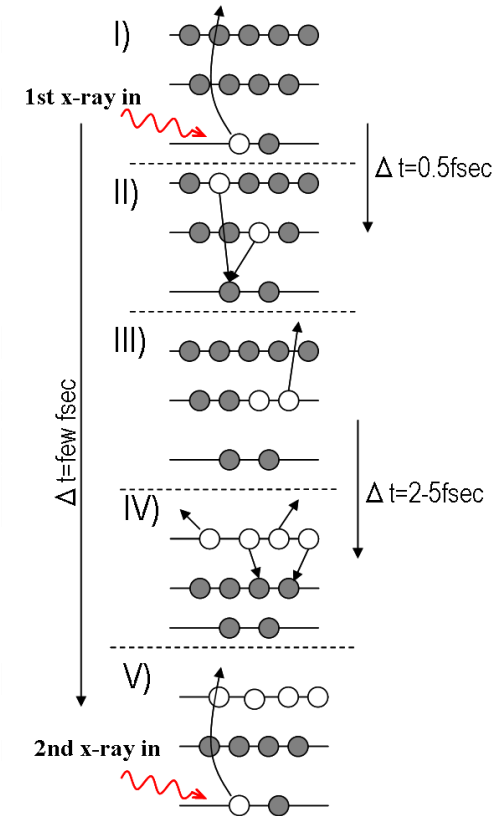 I)
1st x-ray in
Δ t=0.5fsec
II)
III)
Δ t=few fsec
Δ t=2-5fsec
IV)
V)
2nd x-ray in